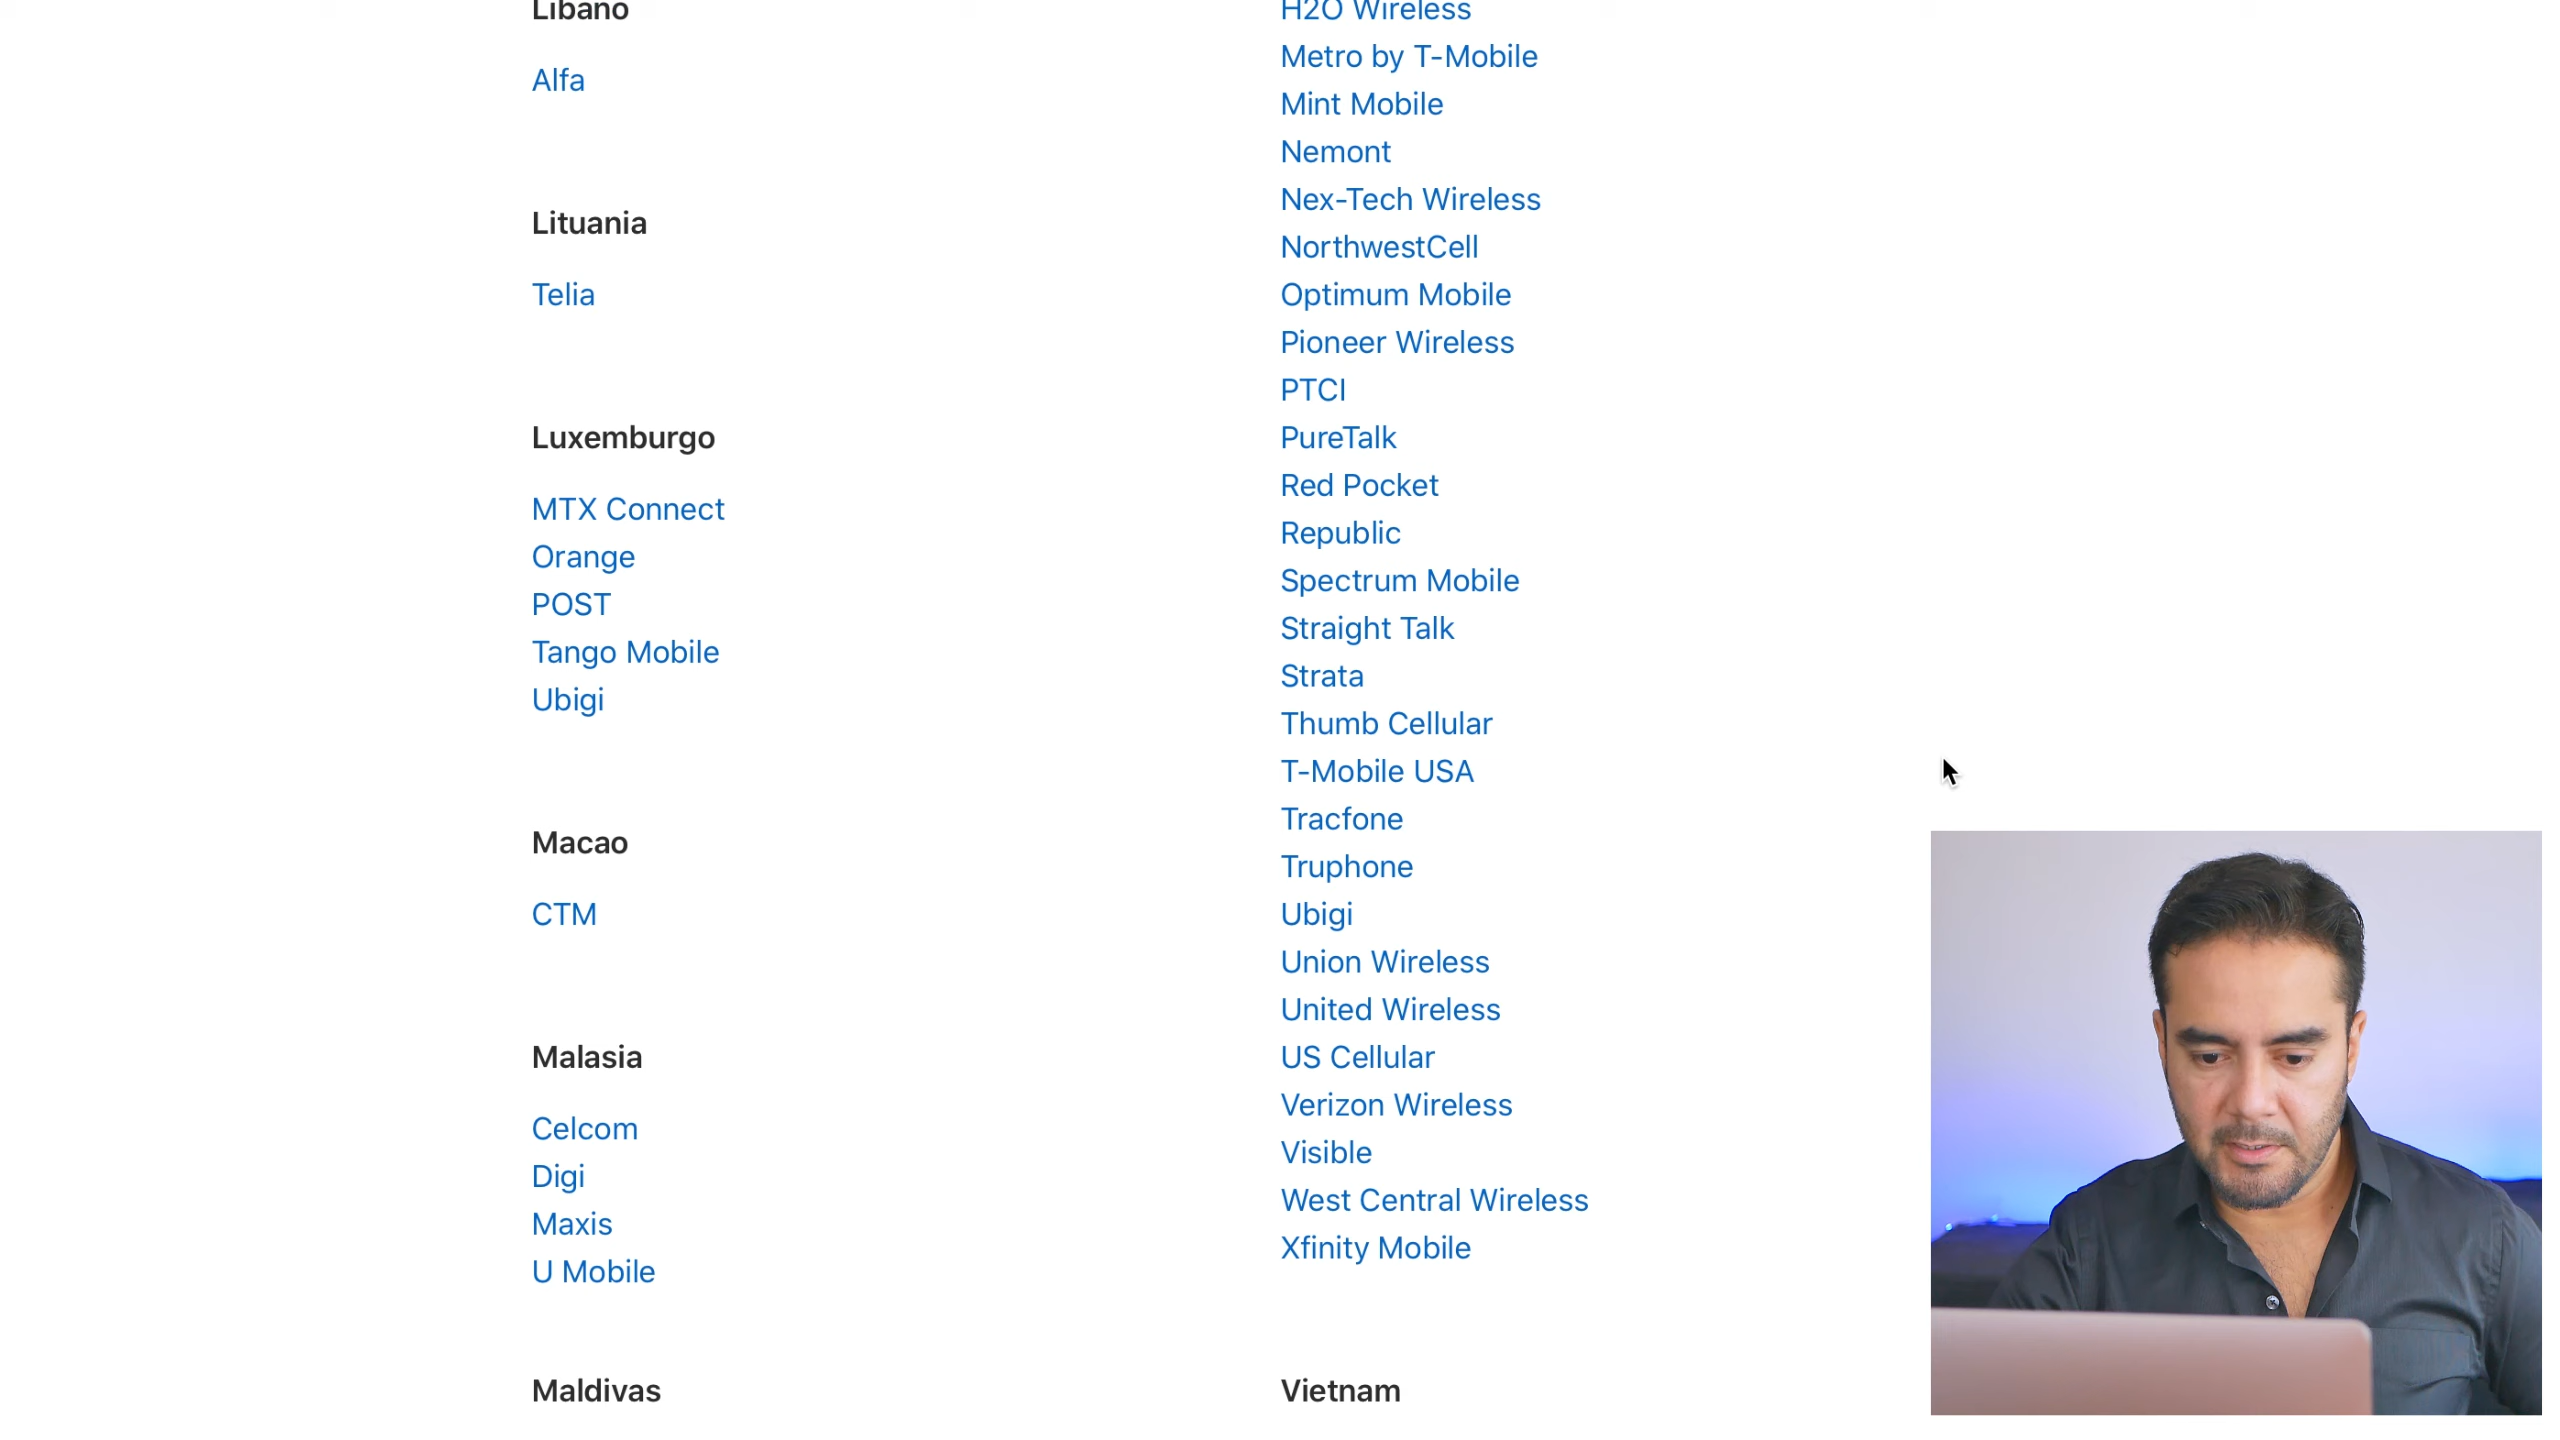 Líbano
Alfa
Lituania
Telia
Luxemburgo
MTX Connect
Orange
POST
Tango Mobile
Ubigi
Macao
CTM
Malasia
Celcom
Digi
Maxis
U Mobile
Maldivas
H2O Wireless
Metro by T-Mobile
Mint Mobile
Nemont
Nex-Tech Wireless
NorthwestCell
Optimum Mobile
Pioneer Wireless
PTCI
PureTalk
Red Pocket
Republic
Spectrum Mobile
Straight Talk
Strata
Thumb Cellular
T-Mobile USA
Tracfone
Truphone
Ubigi
Union Wireless
United Wireless
US Cellular
Verizon Wireless
Visible
West Central Wireless
Xfinity Mobile
Vietnam